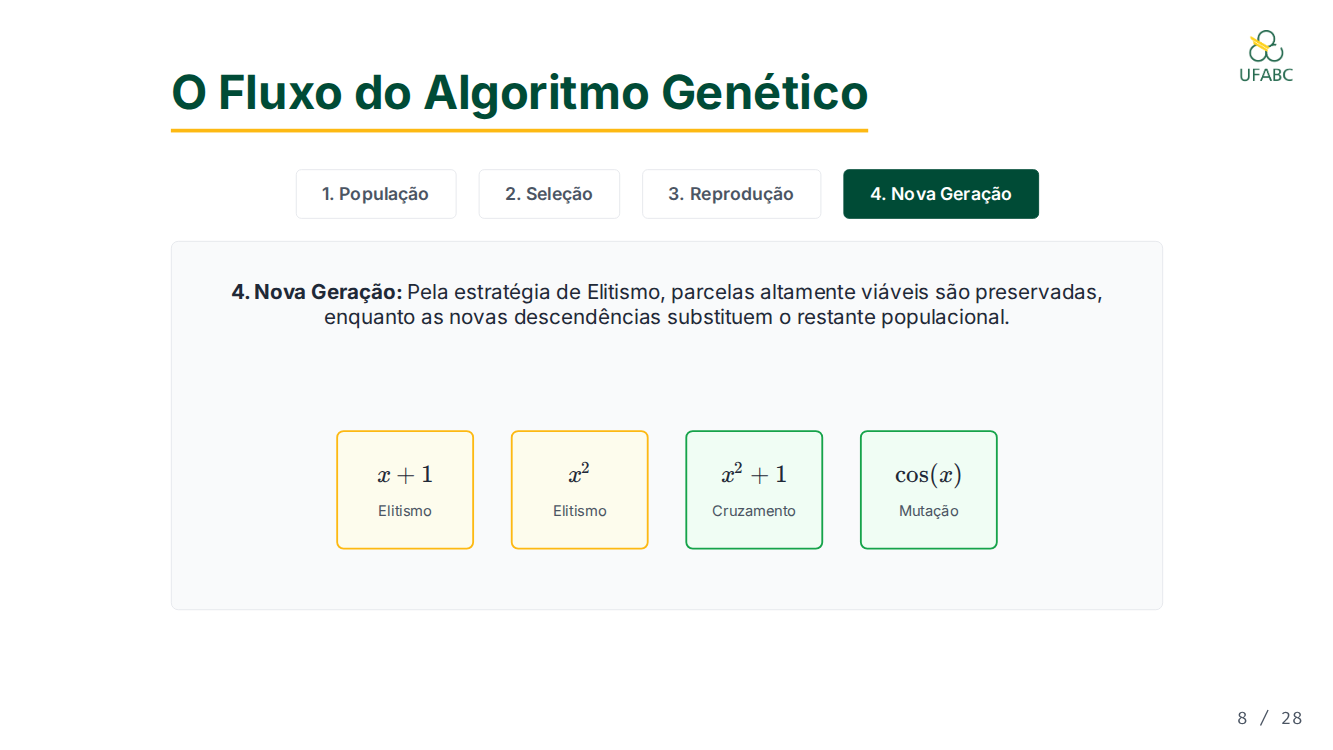 UFABC
O Fluxo do Algoritmo Genético
1. População
2. Seleção
3. Reprodução
4. Nova Geração
4. Nova Geração: Pela estratégia de Elitismo, parcelas altamente viáveis são preservadas,
enquanto as novas descendências substituem o restante populacional.
x + 1
Elitismo
x²
Elitismo
x² + 1
Cruzamento
cos(x)
Mutação
8 / 28